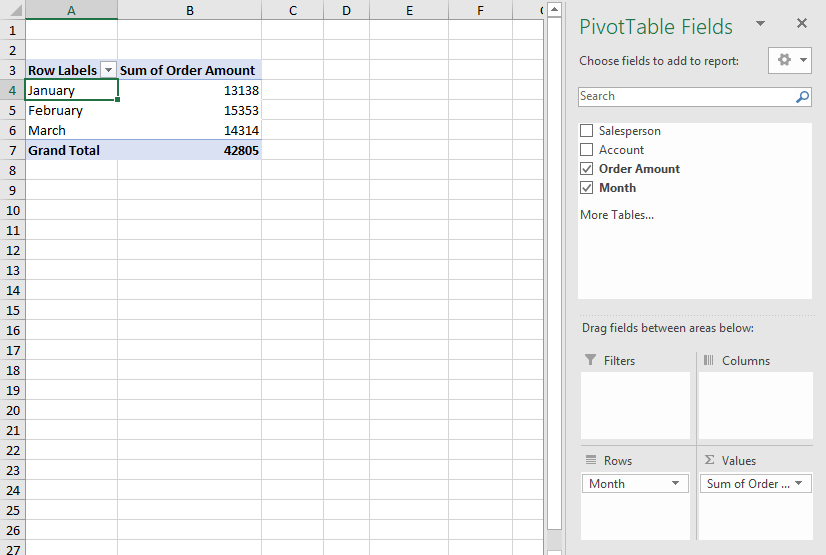 A B C D E F
1
2
3 Row Labels Sum of Order Amount
4 January 13138
5 February 15353
6 March 14314
7 Grand Total 42805
8
9
10
11
12
13
14
15
16
17
18
19
20
21
22
23
24
25
26
27
PivotTable Fields
Choose fields to add to report:
Search
Salesperson
Account
Order Amount
Month
More Tables...
Drag fields between areas below:
Filters Columns
Rows Σ Values
Month Sum of Order ...